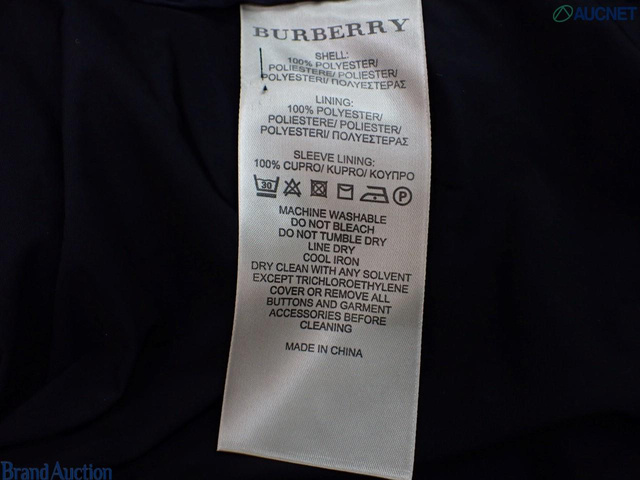 AUCNET
BURBERRY
SHELL:
100% POLYESTER/
POLIESTERE/ POLIESTER/
POLYESTERI/ ΠΟΛΥΕΣΤΕΡΑΣ
LINING:
100% POLYESTER/
POLIESTERE/ POLIESTER/
POLYESTERI/ ΠΟΛΥΕΣΤΕΡΑΣ
SLEEVE LINING:
100% CUPRO/ KUPRO/ ΚΟΥΠΡΟ
30 P
MACHINE WASHABLE
DO NOT BLEACH
DO NOT TUMBLE DRY
LINE DRY
COOL IRON
DRY CLEAN WITH ANY SOLVENT
EXCEPT TRICHLOROETHYLENE
COVER OR REMOVE ALL
BUTTONS AND GARMENT
ACCESSORIES BEFORE
CLEANING
MADE IN CHINA
Brand Auction